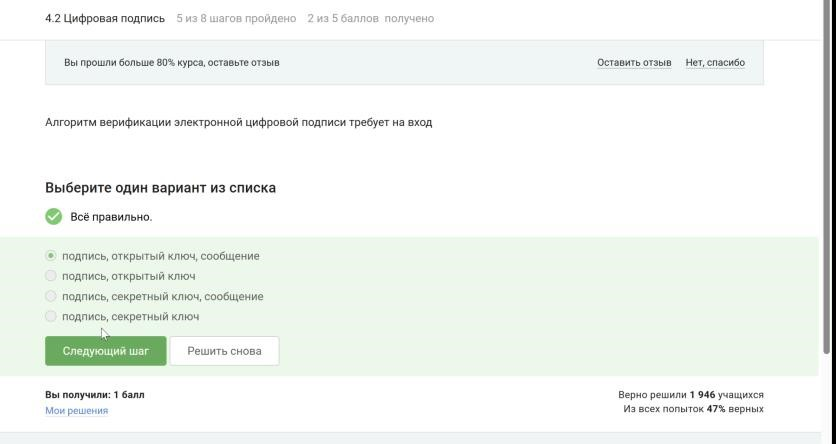 4.2 Цифровая подпись 5 из 8 шагов пройдено 2 из 5 баллов получено
Вы прошли больше 80% курса, оставьте отзыв Оставить отзыв Нет, спасибо
Алгоритм верификации электронной цифровой подписи требует на вход
Выберите один вариант из списка
Всё правильно.
подпись, открытый ключ, сообщение
подпись, открытый ключ
подпись, секретный ключ, сообщение
подпись, секретный ключ
Следующий шаг Решить снова
Вы получили: 1 балл Верно решили 1 946 учащихся
Мои решения Из всех попыток 47% верных